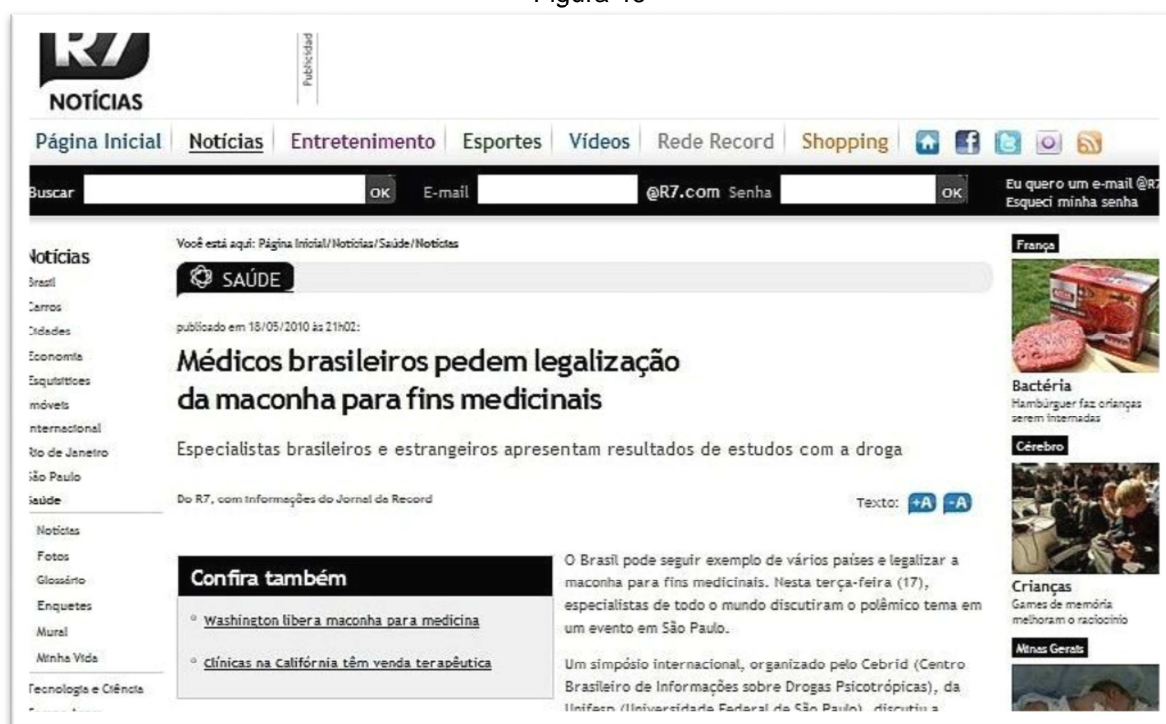 Figura 48
R7
NOTÍCIAS
Publicidad
Página Inicial Notícias Entretenimento Esportes Vídeos Rede Record Shopping
Buscar OK E-mail @R7.com Senha OK
Eu quero um e-mail @R7
Esqueci minha senha
Notícias
Brasil
Carros
Cidades
Economia
Esquisitices
Imóveis
Internacional
Rio de Janeiro
São Paulo
Saúde
Notícias
Fotos
Glossário
Enquetes
Mural
Minha Vida
Tecnologia e Ciência
Você está aqui: Página Inicial/Notícias/Saúde/Notícias
SAÚDE
publicado em 18/05/2010 às 21h02:
Médicos brasileiros pedem legalização
da maconha para fins medicinais
Especialistas brasileiros e estrangeiros apresentam resultados de estudos com a droga
Do R7, com informações do Jornal da Record
Texto: +A -A
Confira também
Washington libera maconha para medicina
Clínicas na Califórnia têm venda terapêutica
O Brasil pode seguir exemplo de vários países e legalizar a
maconha para fins medicinais. Nesta terça-feira (17),
especialistas de todo o mundo discutiram o polêmico tema em
um evento em São Paulo.
Um simpósio internacional, organizado pelo Cebrid (Centro
Brasileiro de Informações sobre Drogas Psicotrópicas), da
Unifesp (Universidade Federal de São Paulo), discutiu a
França
Bactéria
Hambúrguer faz crianças
serem internadas
Cérebro
Crianças
Games de memória
melhoram o raciocínio
Minas Gerais